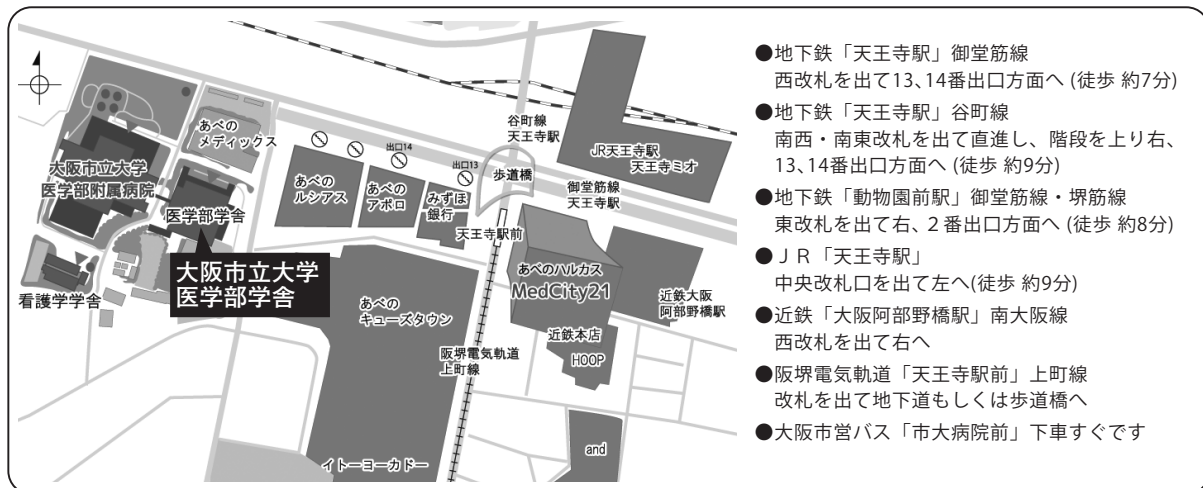 あべの
メディックス
大阪市立大学
医学部附属病院
医学部学舎
看護学学舎
大阪市立大学
医学部学舎
あべの
ルシアス
出口14
あべの
アポロ
出口13
みずほ
銀行
谷町線
天王寺駅
歩道橋
JR天王寺駅
天王寺ミオ
御堂筋線
天王寺駅
天王寺駅前
あべのハルカス
MedCity21
近鉄大阪
阿部野橋駅
近鉄本店
HOOP
あべの
キューズタウン
阪堺電気軌道
上町線
イトーヨーカドー
and
●地下鉄「天王寺駅」御堂筋線
西改札を出て13、14番出口方面へ (徒歩 約7分)
●地下鉄「天王寺駅」谷町線
南西・南東改札を出て直進し、階段を上り右、
13、14番出口方面へ (徒歩 約9分)
●地下鉄「動物園前駅」御堂筋線・堺筋線
東改札を出て右、２番出口方面へ (徒歩 約8分)
●ＪＲ「天王寺駅」
中央改札口を出て左へ(徒歩 約9分)
●近鉄「大阪阿部野橋駅」南大阪線
西改札を出て右へ
●阪堺電気軌道「天王寺駅前」上町線
改札を出て地下道もしくは歩道橋へ
●大阪市営バス「市大病院前」下車すぐです